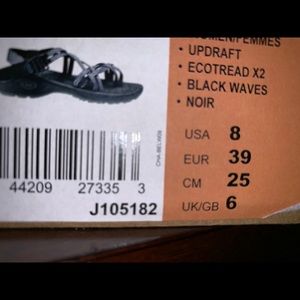 WOMEN/FEMMES
• UPDRAFT
• ECOTREAD X2
• BLACK WAVES
• NOIR
USA 8
EUR 39
CM 25
UK/GB 6
44209 27335 3
J105182